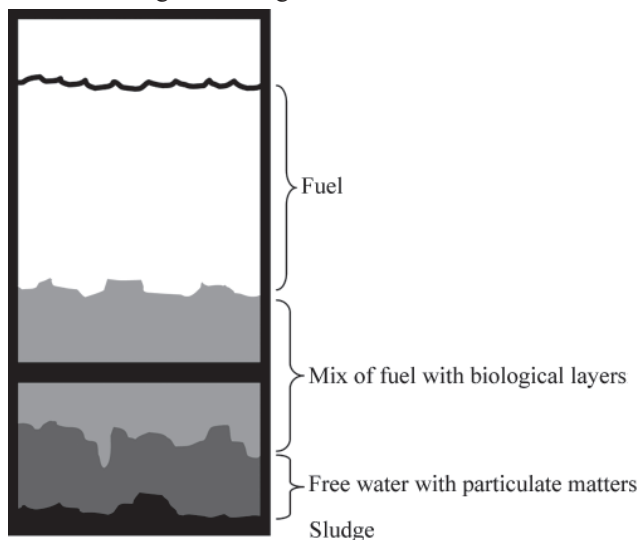 Fuel
Mix of fuel with biological layers
Free water with particulate matters
Sludge